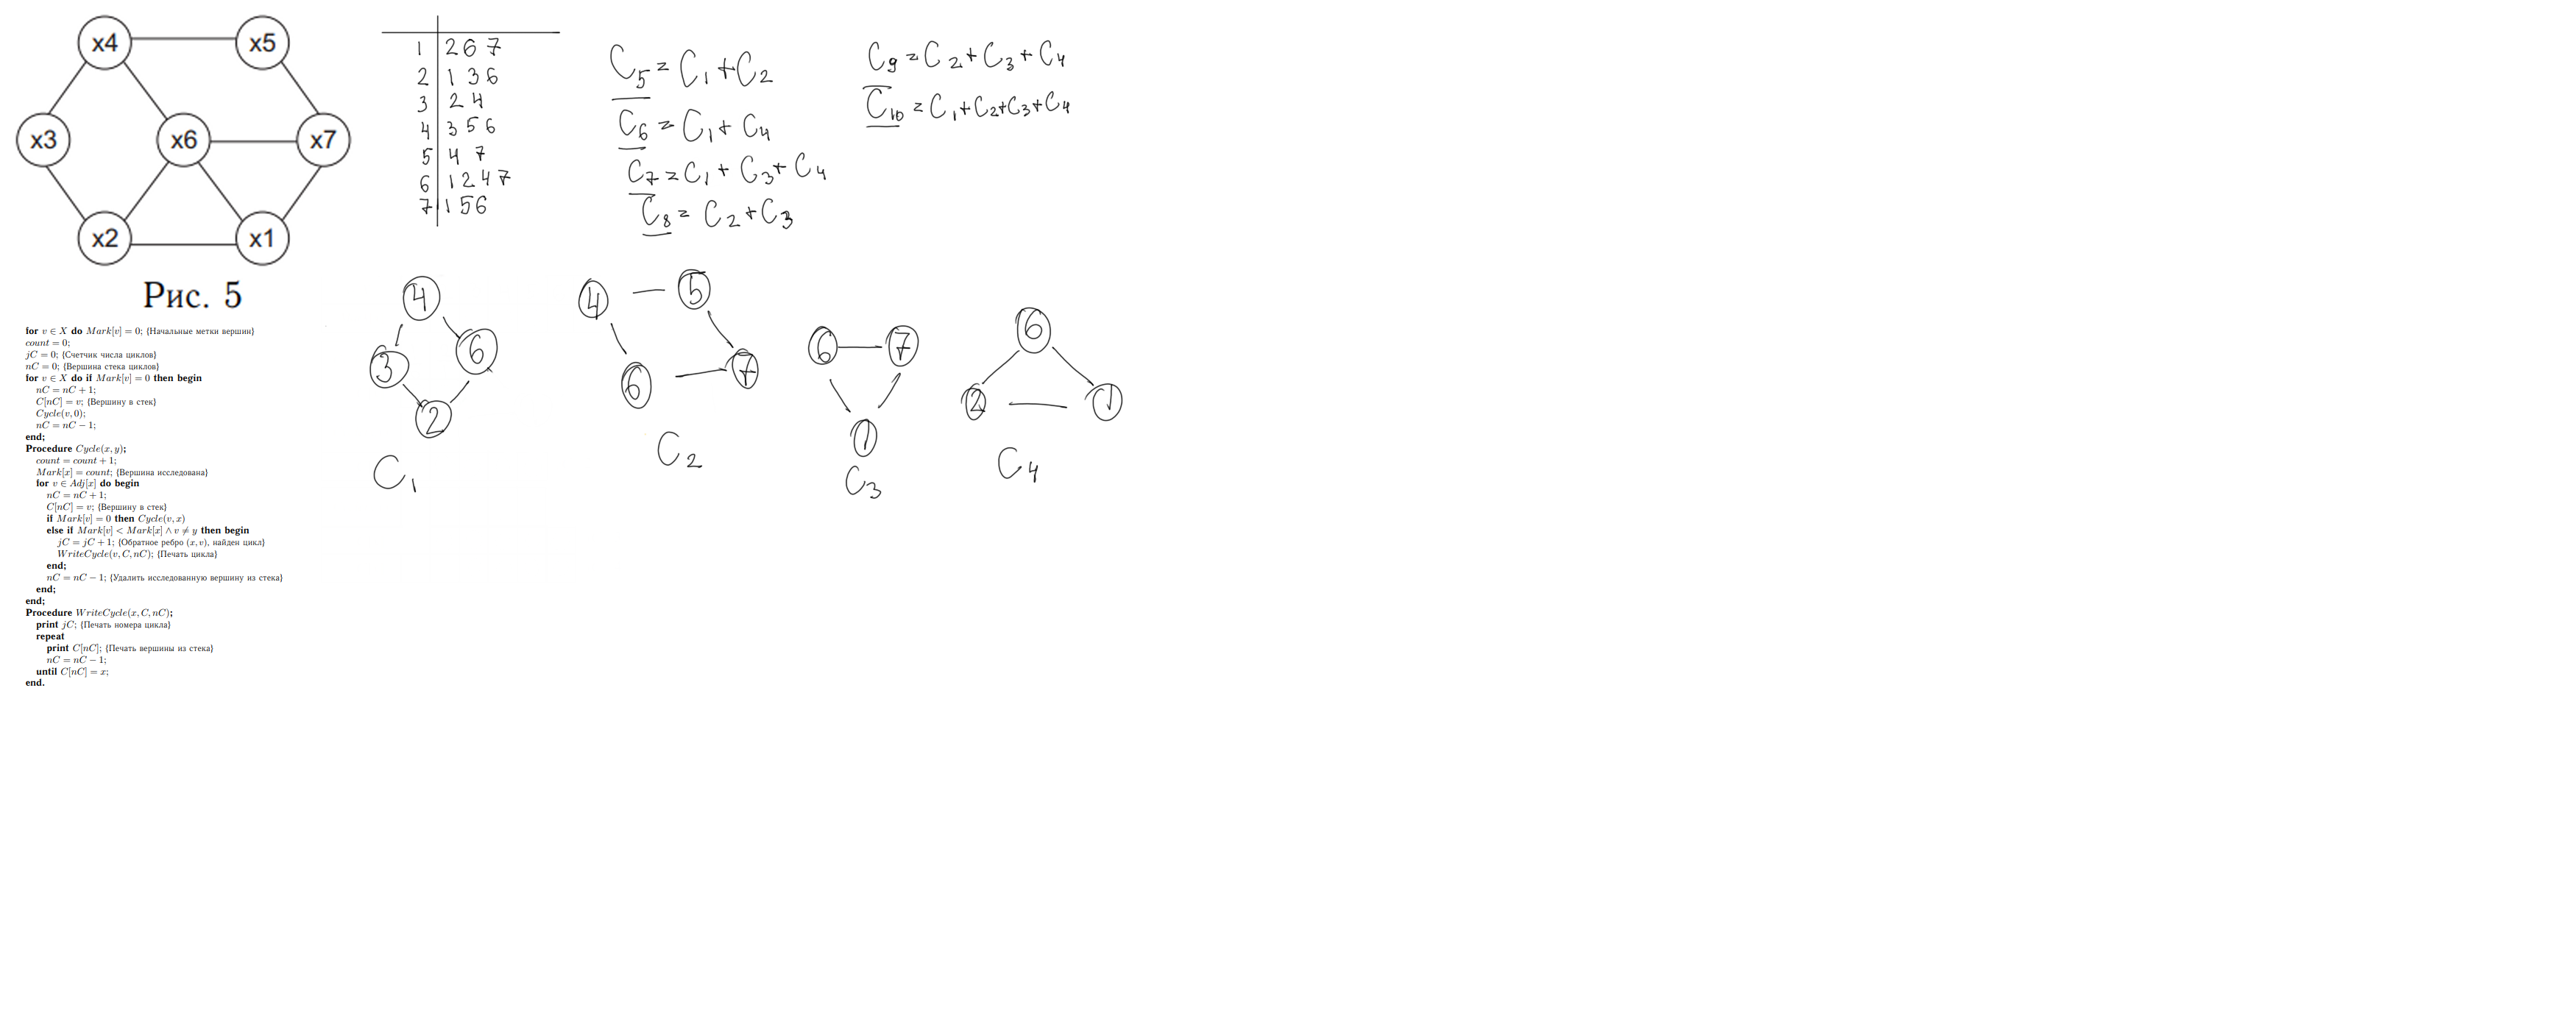 x4
x5
x3
x6
x7
x2
x1
Рис. 5
1 | 2 6 7
2 | 1 3 6
3 | 2 4
4 | 3 5 6
5 | 4 7
6 | 1 2 4 7
7 | 1 5 6
C₅ = C₁ + C₂
C₆ = C₁ + C₄
C₇ = C₁ + C₃ + C₄
C₈ = C₂ + C₃
C₉ = C₂ + C₃ + C₄
C₁₀ = C₁ + C₂ + C₃ + C₄
for v ∈ X do Mark[v] = 0; {Начальные метки вершин}
count = 0;
jC = 0; {Счетчик числа циклов}
nC = 0; {Вершина стека циклов}
for v ∈ X do if Mark[v] = 0 then begin
nC = nC + 1;
C[nC] = v; {Вершину в стек}
Cycle(v, 0);
nC = nC − 1;
end;
Procedure Cycle(x, y);
count = count + 1;
Mark[x] = count; {Вершина исследована}
for v ∈ Adj[x] do begin
nC = nC + 1;
C[nC] = v; {Вершину в стек}
if Mark[v] = 0 then Cycle(v, x)
else if Mark[v] < Mark[x] ∧ v ≠ y then begin
jC = jC + 1; {Обратное ребро (x, v), найден цикл}
WriteCycle(v, C, nC); {Печать цикла}
end;
nC = nC − 1; {Удалить исследованную вершину из стека}
end;
end;
Procedure WriteCycle(x, C, nC);
print jC; {Печать номера цикла}
repeat
print C[nC]; {Печать вершины из стека}
nC = nC − 1;
until C[nC] = x;
end.
4
3
6
2
C₁
4
5
6
7
C₂
6
7
1
C₃
6
2
1
C₄